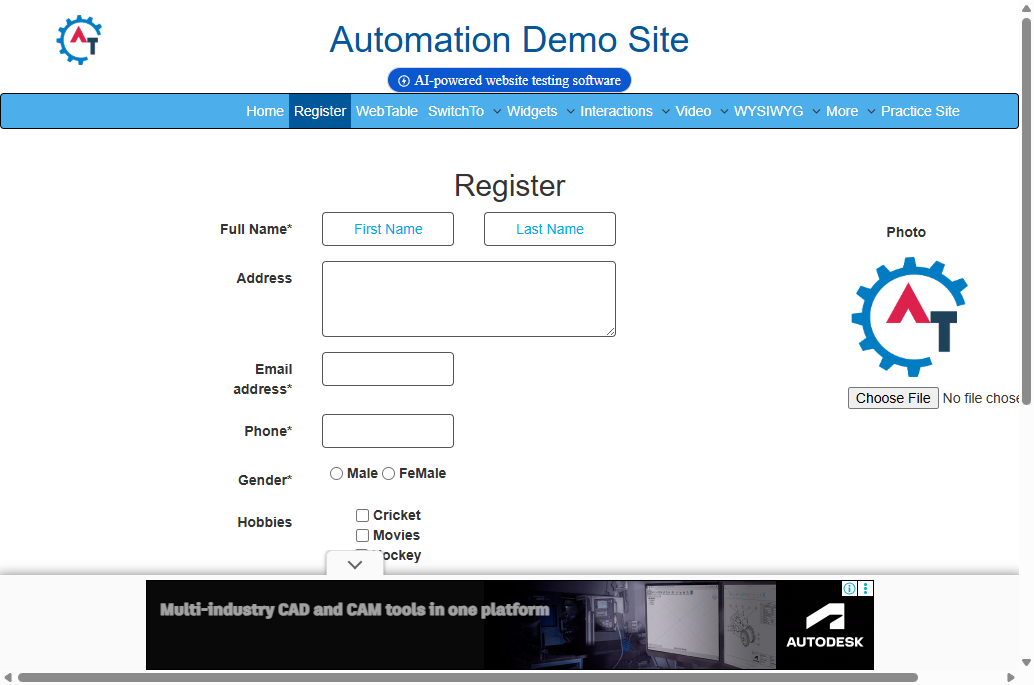 Automation Demo Site
AI-powered website testing software
Home Register WebTable SwitchTo Widgets Interactions Video WYSIWYG More Practice Site
Register
Full Name* First Name Last Name
Photo
Address
AT
Choose File No file chose
Email
address*
Phone*
Gender* Male FeMale
Hobbies Cricket
Movies
ockey
Multi-industry CAD and CAM tools in one platform
AUTODESK